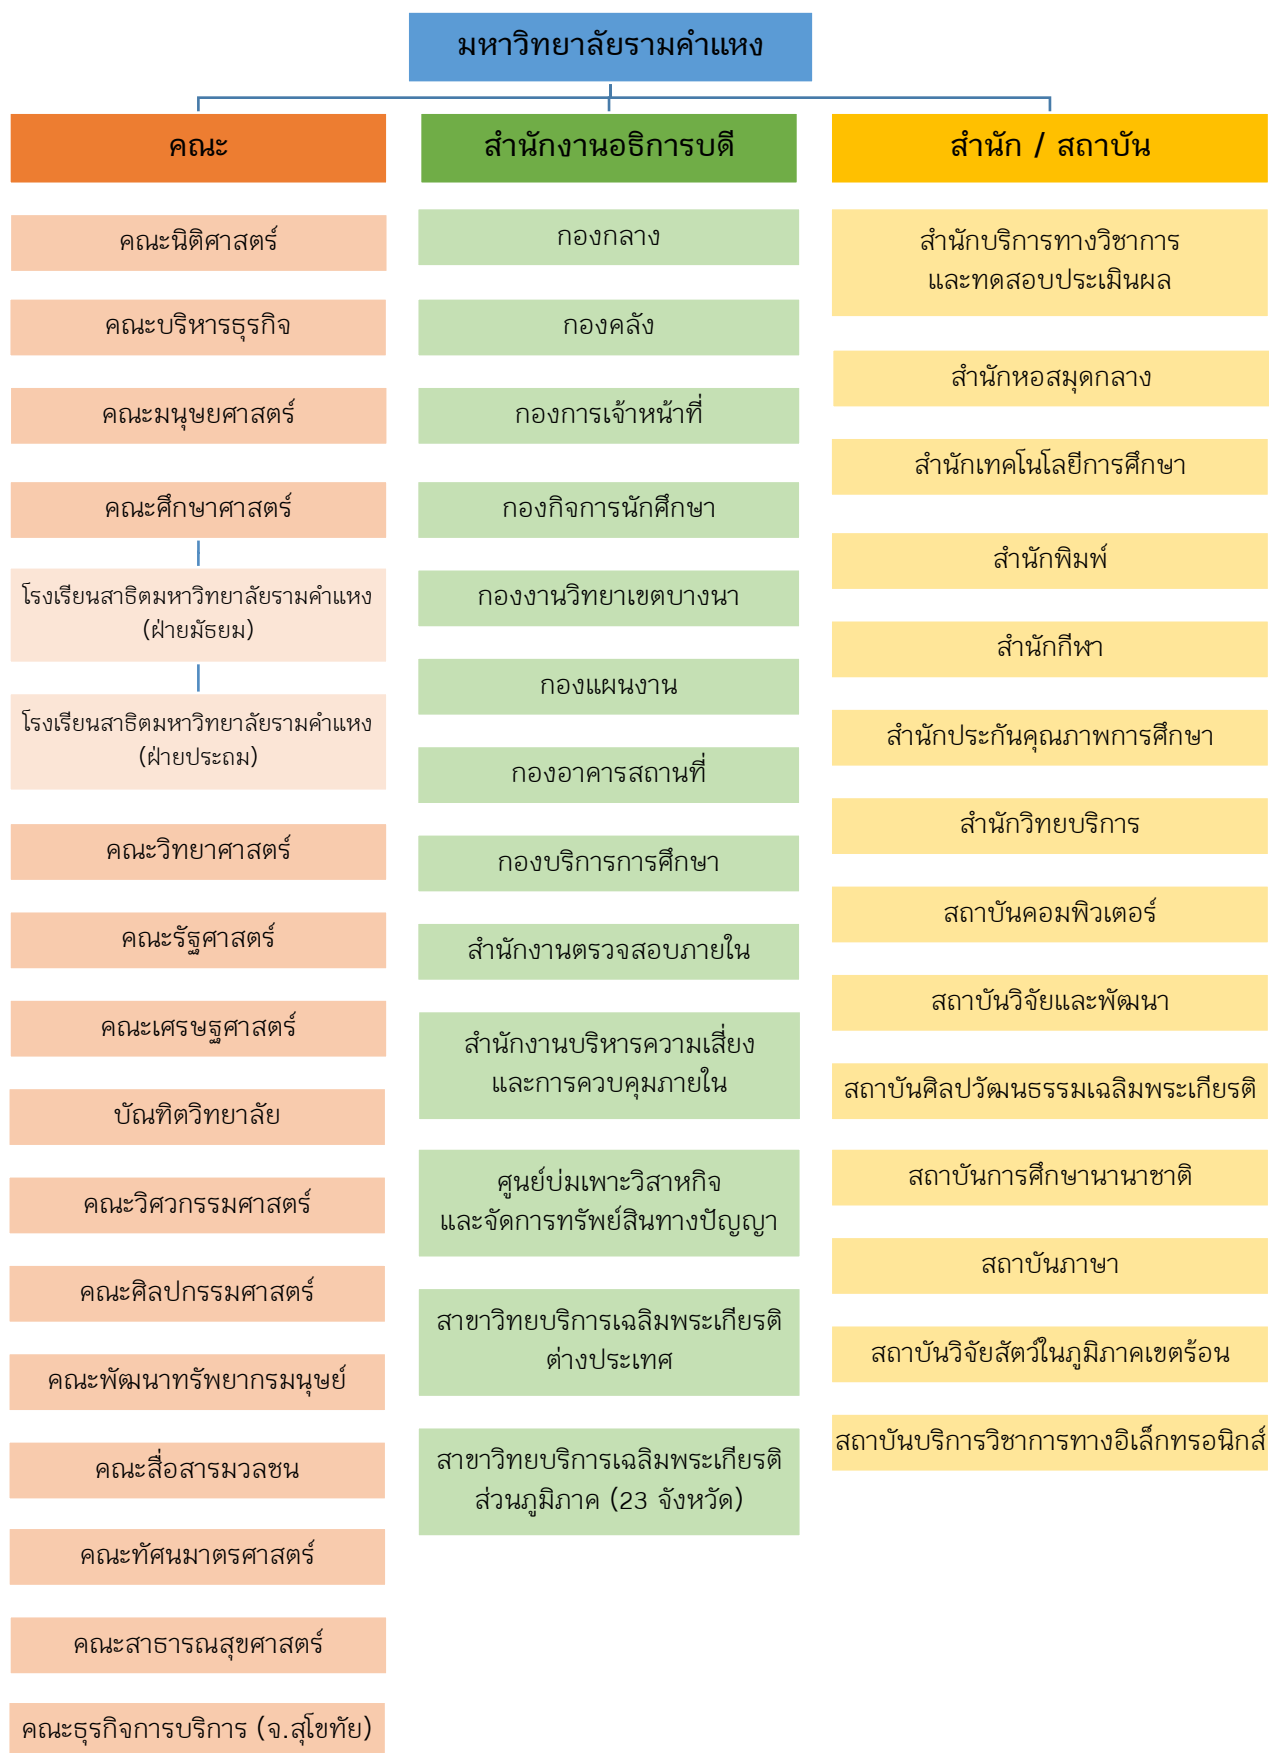 มหาวิทยาลัยรามคำแหง
คณะ
คณะนิติศาสตร์
คณะบริหารธุรกิจ
คณะมนุษยศาสตร์
คณะศึกษาศาสตร์
โรงเรียนสาธิตมหาวิทยาลัยรามคำแหง
(ฝ่ายมัธยม)
โรงเรียนสาธิตมหาวิทยาลัยรามคำแหง
(ฝ่ายประถม)
คณะวิทยาศาสตร์
คณะรัฐศาสตร์
คณะเศรษฐศาสตร์
บัณฑิตวิทยาลัย
คณะวิศวกรรมศาสตร์
คณะศิลปกรรมศาสตร์
คณะพัฒนาทรัพยากรมนุษย์
คณะสื่อสารมวลชน
คณะทัศนมาตรศาสตร์
คณะสาธารณสุขศาสตร์
คณะธุรกิจการบริการ (จ.สุโขทัย)
สำนักงานอธิการบดี
กองกลาง
กองคลัง
กองการเจ้าหน้าที่
กองกิจการนักศึกษา
กองงานวิทยาเขตบางนา
กองแผนงาน
กองอาคารสถานที่
กองบริการการศึกษา
สำนักงานตรวจสอบภายใน
สำนักงานบริหารความเสี่ยง
และการควบคุมภายใน
ศูนย์บ่มเพาะวิสาหกิจ
และจัดการทรัพย์สินทางปัญญา
สาขาวิทยบริการเฉลิมพระเกียรติ
ต่างประเทศ
สาขาวิทยบริการเฉลิมพระเกียรติ
ส่วนภูมิภาค (23 จังหวัด)
สำนัก / สถาบัน
สำนักบริการทางวิชาการ
และทดสอบประเมินผล
สำนักหอสมุดกลาง
สำนักเทคโนโลยีการศึกษา
สำนักพิมพ์
สำนักกีฬา
สำนักประกันคุณภาพการศึกษา
สำนักวิทยบริการ
สถาบันคอมพิวเตอร์
สถาบันวิจัยและพัฒนา
สถาบันศิลปวัฒนธรรมเฉลิมพระเกียรติ
สถาบันการศึกษานานาชาติ
สถาบันภาษา
สถาบันวิจัยสัตว์ในภูมิภาคเขตร้อน
สถาบันบริการวิชาการทางอิเล็กทรอนิกส์